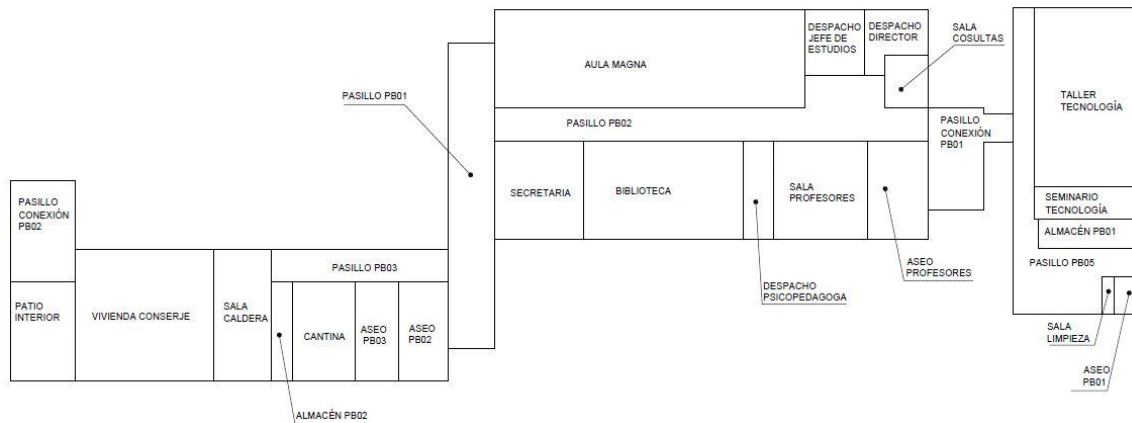 DESPACHO
JEFE DE
ESTUDIOS
DESPACHO
DIRECTOR
SALA
COSULTAS
AULA MAGNA
PASILLO PB01
TALLER
TECNOLOGÍA
PASILLO PB02
PASILLO
CONEXIÓN
PB01
SECRETARIA
BIBLIOTECA
SALA
PROFESORES
PASILLO
CONEXIÓN
PB02
SEMINARIO
TECNOLOGÍA
ALMACÉN PB01
PASILLO PB03
ASEO
PROFESORES
PASILLO PB05
DESPACHO
PSICOPEDAGOGA
PATIO
INTERIOR
VIVIENDA CONSERJE
SALA
CALDERA
CANTINA
ASEO
PB03
ASEO
PB02
SALA
LIMPIEZA
ASEO
PB01
ALMACÉN PB02